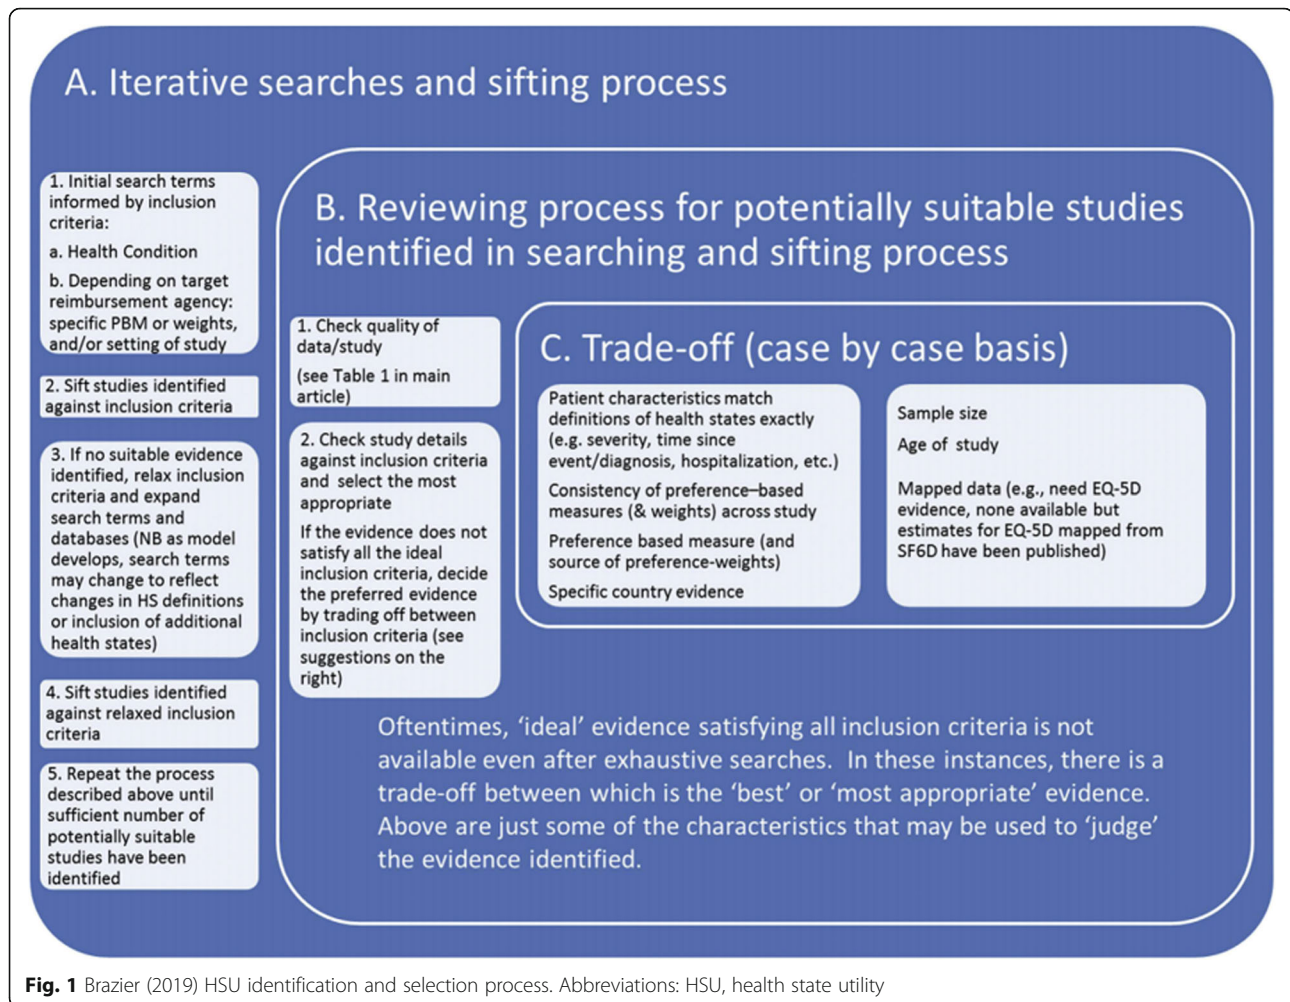 A. Iterative searches and sifting process
1. Initial search terms
informed by inclusion
criteria:
a. Health Condition
b. Depending on target
reimbursement agency:
specific PBM or weights,
and/or setting of study
2. Sift studies identified
against inclusion criteria
3. If no suitable evidence
identified, relax inclusion
criteria and expand
search terms and
databases (NB as model
develops, search terms
may change to reflect
changes in HS definitions
or inclusion of additional
health states)
4. Sift studies identified
against relaxed inclusion
criteria
5. Repeat the process
described above until
sufficient number of
potentially suitable
studies have been
identified
B. Reviewing process for potentially suitable studies
identified in searching and sifting process
1. Check quality of
data/study
(see Table 1 in main
article)
2. Check study details
against inclusion criteria
and select the most
appropriate
If the evidence does not
satisfy all the ideal
inclusion criteria, decide
the preferred evidence
by trading off between
inclusion criteria (see
suggestions on the
right)
C. Trade-off (case by case basis)
Patient characteristics match
definitions of health states exactly
(e.g. severity, time since
event/diagnosis, hospitalization, etc.)
Consistency of preference–based
measures (& weights) across study
Preference based measure (and
source of preference-weights)
Specific country evidence
Sample size
Age of study
Mapped data (e.g., need EQ-5D
evidence, none available but
estimates for EQ-5D mapped from
SF6D have been published)
Oftentimes, ‘ideal’ evidence satisfying all inclusion criteria is not
available even after exhaustive searches. In these instances, there is a
trade-off between which is the ‘best’ or ‘most appropriate’ evidence.
Above are just some of the characteristics that may be used to ‘judge’
the evidence identified.
Fig. 1 Brazier (2019) HSU identification and selection process. Abbreviations: HSU, health state utility